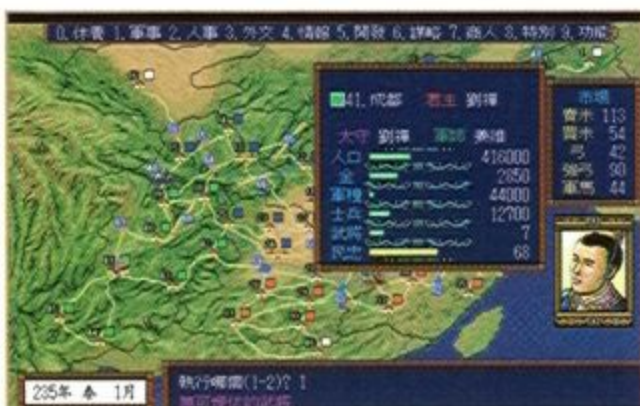 0.休養 1.軍事 2.人事 3.外交 4.情報 5.開發 6.謀略 7.商人 8.特別 9.功能
41.成都 君主 劉禪
太守 劉禪 軍師 姜維
人口 416000
金 2850
軍糧 44000
士兵 12700
武將 7
民忠 68
市場
賣米 113
買米 54
弓 42
強弓 90
軍馬 44
235年 春 1月
執行哪個(1-2)? 1